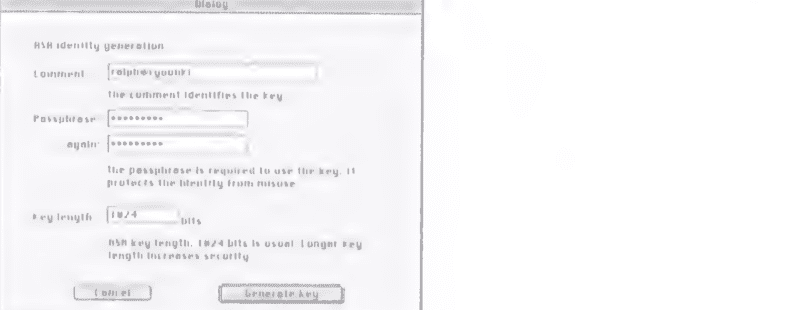 Dialog
RSA identity generation
Comment
The comment identifies the key
Passphrase •••••••••
again: •••••••••
The passphrase is required to use the key. It
protects the identity from misuse
Key length 1024 bits
RSA key length. 1024 bits is usual. Longer key
length increases security
Cancel Generate key